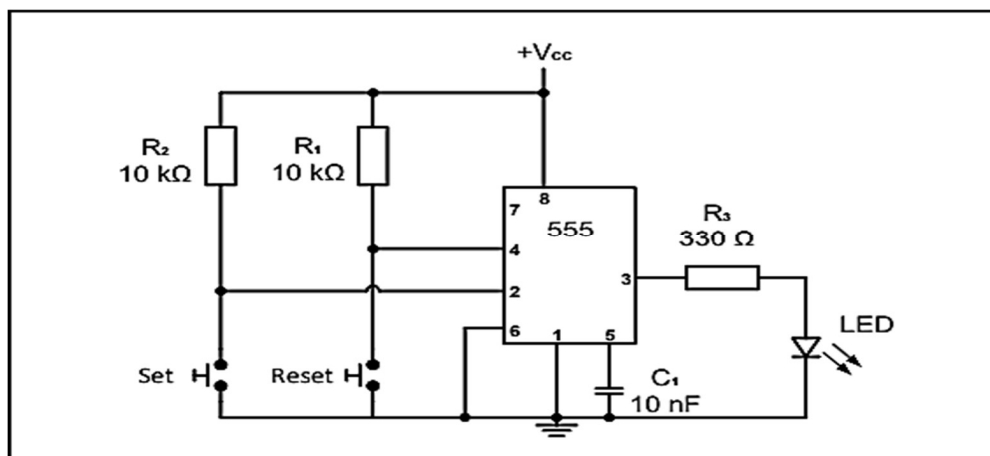 +Vcc
R₂
10 kΩ
R₁
10 kΩ
8
7
555
4
2
6
3
1
5
R₃
330 Ω
LED
Set
Reset
C₁
10 nF